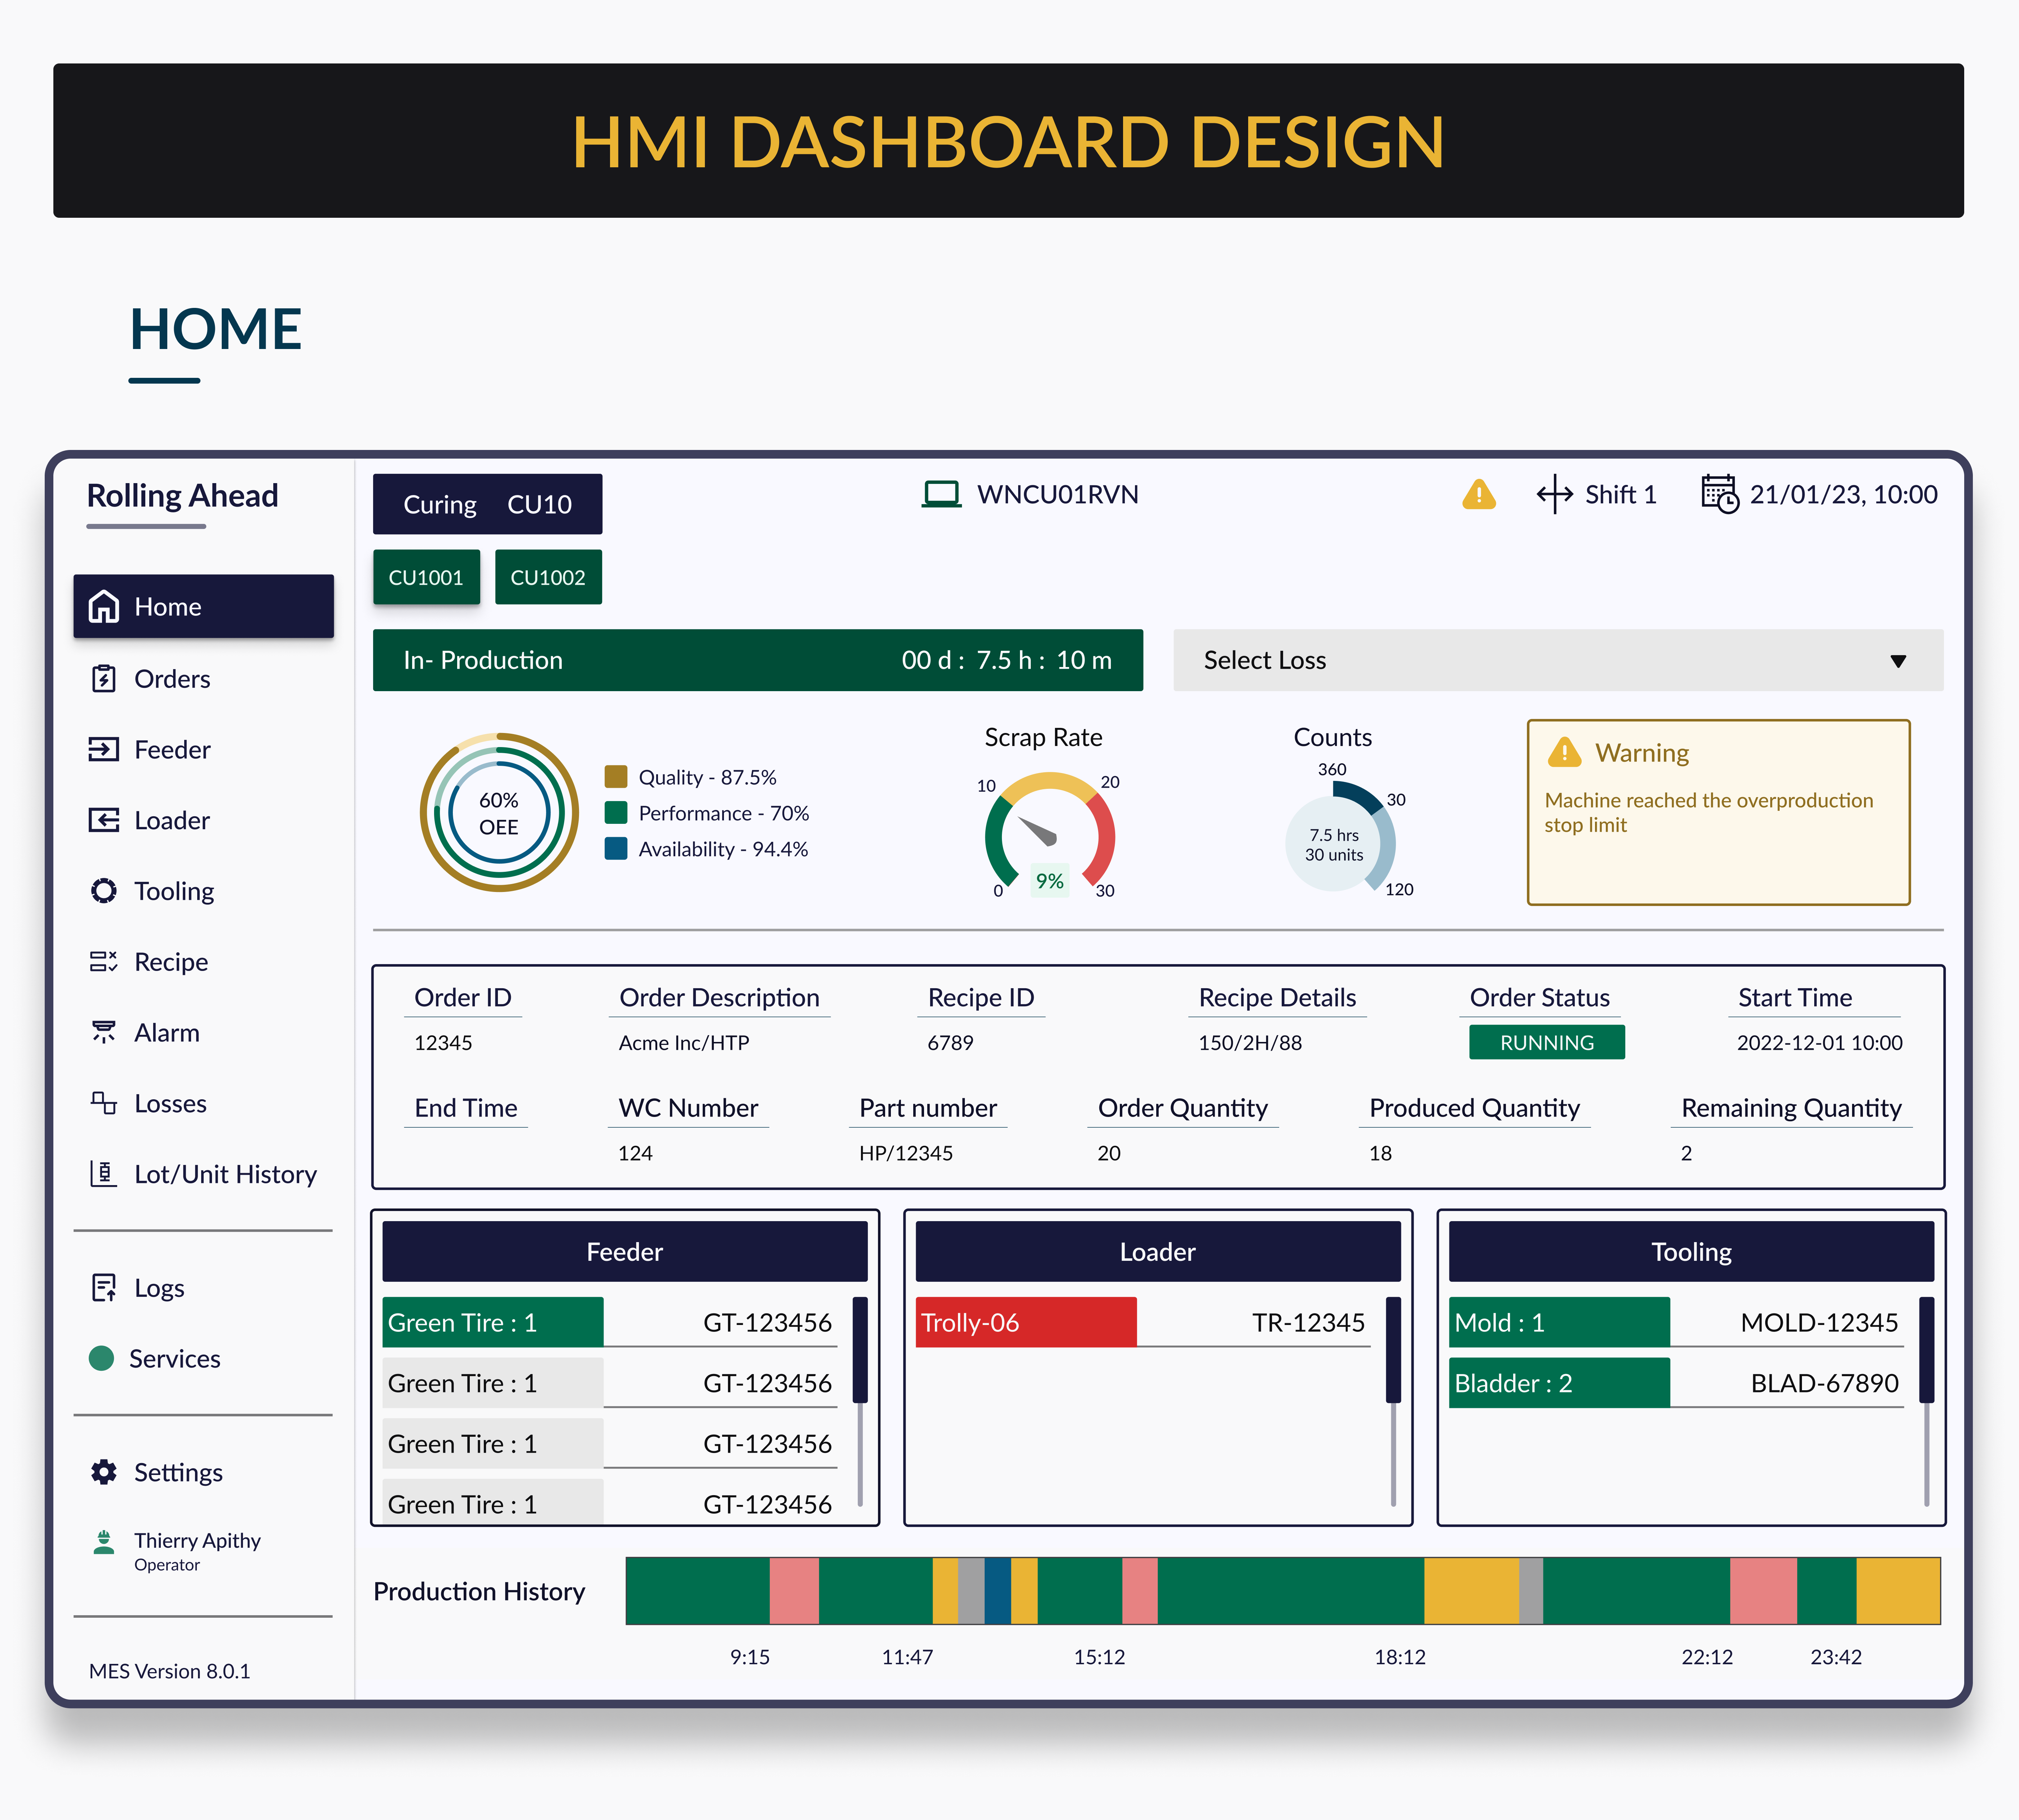 HMI DASHBOARD DESIGN
HOME
Rolling Ahead
Home
Orders
Feeder
Loader
Tooling
Recipe
Alarm
Losses
Lot/Unit History
Logs
Services
Settings
Thierry Apithy
Operator
MES Version 8.0.1
Curing CU10
WNCU01RVN
Shift 1
21/01/23, 10:00
CU1001 CU1002
In- Production 00 d : 7.5 h : 10 m
Select Loss
60%
OEE
Quality - 87.5%
Performance - 70%
Availability - 94.4%
Scrap Rate
10 20
0 9% 30
Counts
360
30
7.5 hrs
30 units
120
Warning
Machine reached the overproduction
stop limit
Order ID Order Description Recipe ID Recipe Details Order Status Start Time
12345 Acme Inc/HTP 6789 150/2H/88 RUNNING 2022-12-01 10:00
End Time WC Number Part number Order Quantity Produced Quantity Remaining Quantity
124 HP/12345 20 18 2
Feeder
Green Tire : 1 GT-123456
Green Tire : 1 GT-123456
Green Tire : 1 GT-123456
Green Tire : 1 GT-123456
Loader
Trolly-06 TR-12345
Tooling
Mold : 1 MOLD-12345
Bladder : 2 BLAD-67890
Production History
9:15 11:47 15:12 18:12 22:12 23:42